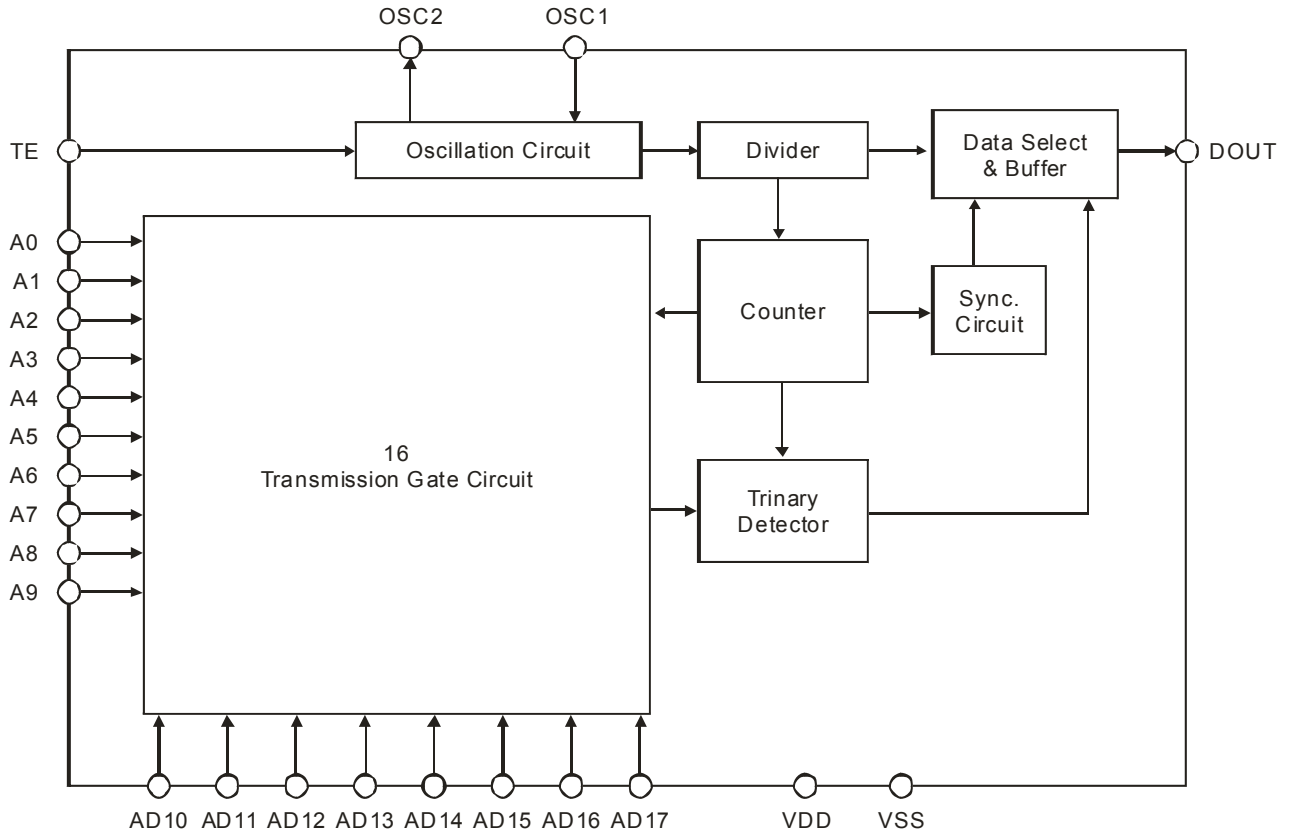 OSC2 OSC1
TE
Oscillation Circuit
Divider
Data Select
& Buffer
DOUT
A0
A1
A2
A3
A4
A5
A6
A7
A8
A9
Counter
Sync.
Circuit
16
Transmission Gate Circuit
Trinary
Detector
AD10 AD11 AD12 AD13 AD14 AD15 AD16 AD17 VDD VSS